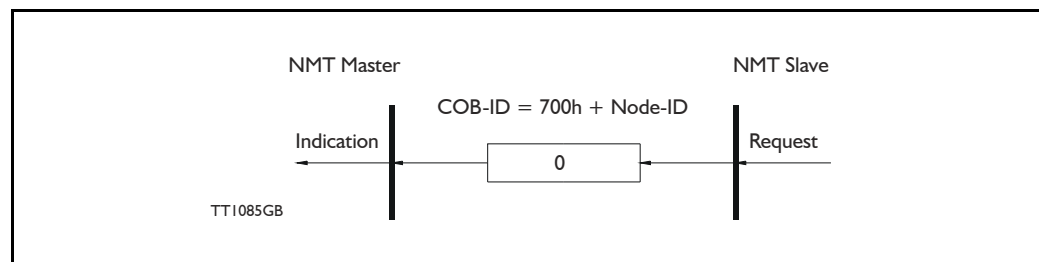 NMT Master
NMT Slave
COB-ID = 700h + Node-ID
Indication
0
Request
TT1085GB